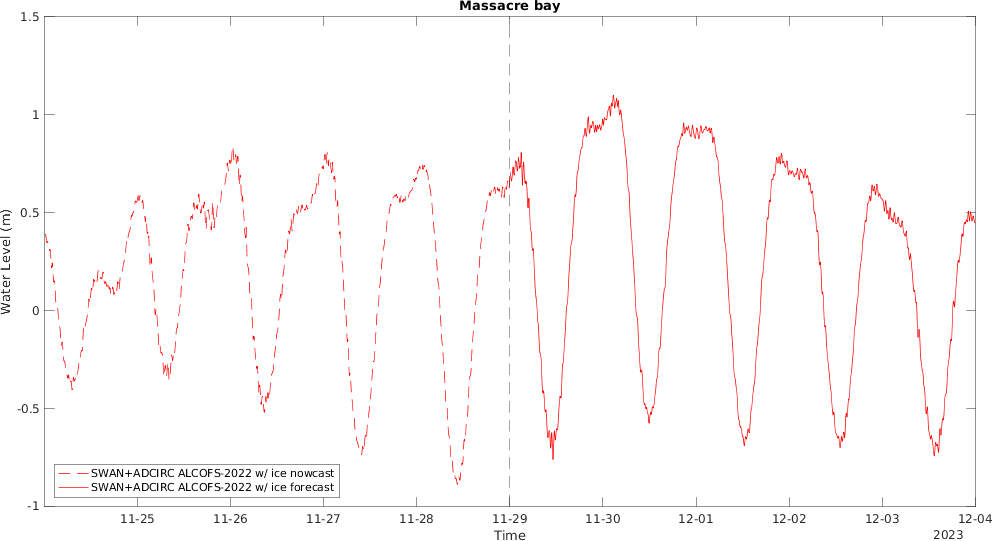 Massacre bay
1.5
1
0.5
0
-0.5
-1
Water Level (m)
SWAN+ADCIRC ALCOFS-2022 w/ ice nowcast
SWAN+ADCIRC ALCOFS-2022 w/ ice forecast
11-25 11-26 11-27 11-28 11-29 11-30 12-01 12-02 12-03 12-04
Time
2023